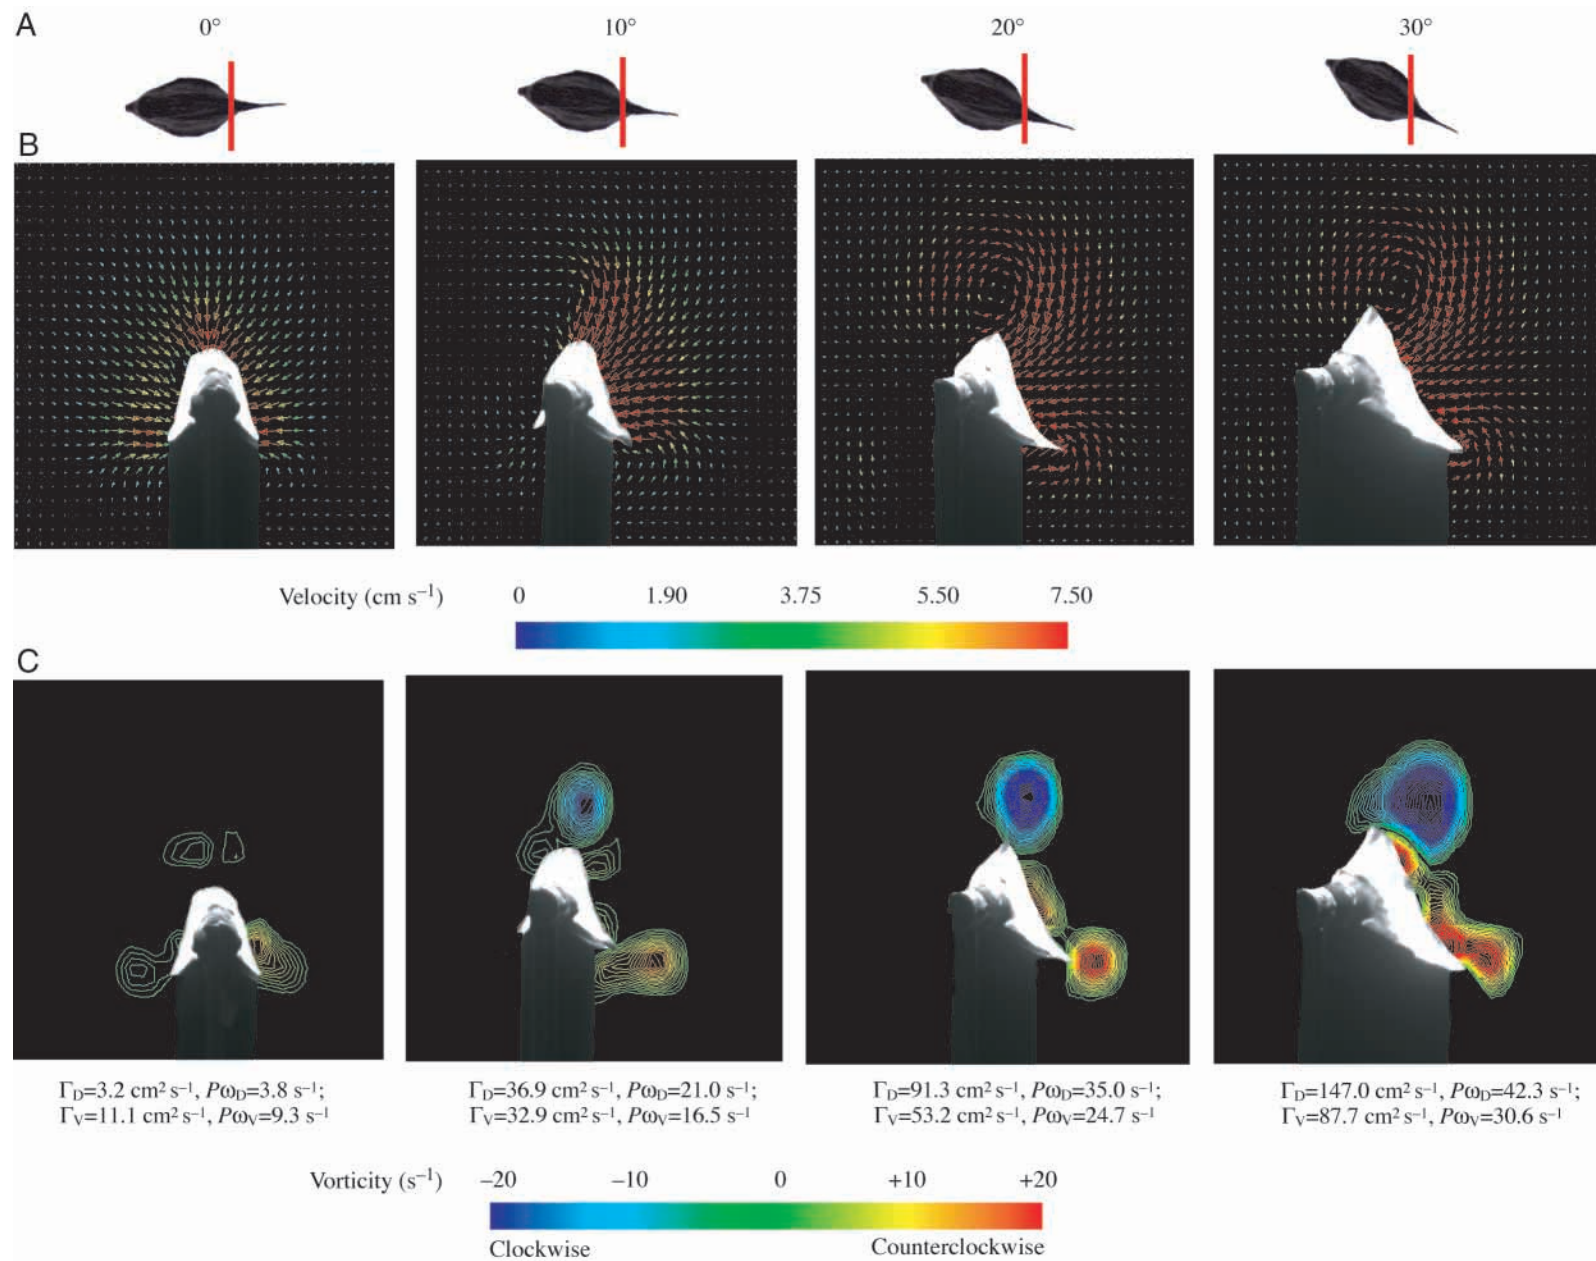 A
0° 10° 20° 30°
B
Velocity (cm s⁻¹) 0 1.90 3.75 5.50 7.50
C
Γ_D=3.2 cm² s⁻¹, Pω_D=3.8 s⁻¹;
Γ_V=11.1 cm² s⁻¹, Pω_V=9.3 s⁻¹
Γ_D=36.9 cm² s⁻¹, Pω_D=21.0 s⁻¹;
Γ_V=32.9 cm² s⁻¹, Pω_V=16.5 s⁻¹
Γ_D=91.3 cm² s⁻¹, Pω_D=35.0 s⁻¹;
Γ_V=53.2 cm² s⁻¹, Pω_V=24.7 s⁻¹
Γ_D=147.0 cm² s⁻¹, Pω_D=42.3 s⁻¹;
Γ_V=87.7 cm² s⁻¹, Pω_V=30.6 s⁻¹
Vorticity (s⁻¹) –20 –10 0 +10 +20
Clockwise Counterclockwise